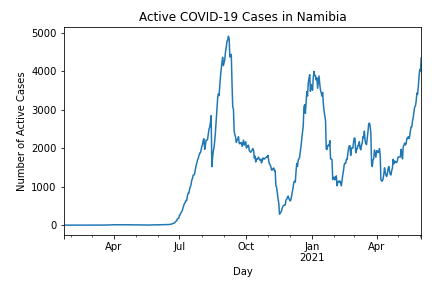 Active COVID-19 Cases in Namibia
Number of Active Cases
5000
4000
3000
2000
1000
0
Apr
Jul
Oct
Jan
2021
Apr
Day